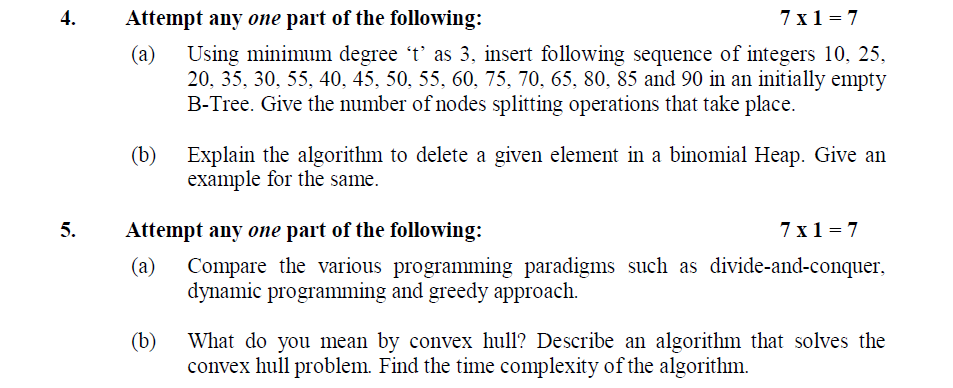 4. Attempt any one part of the following: 7 x 1 = 7
(a) Using minimum degree ‘t’ as 3, insert following sequence of integers 10, 25,
20, 35, 30, 55, 40, 45, 50, 55, 60, 75, 70, 65, 80, 85 and 90 in an initially empty
B-Tree. Give the number of nodes splitting operations that take place.
(b) Explain the algorithm to delete a given element in a binomial Heap. Give an
example for the same.
5. Attempt any one part of the following: 7 x 1 = 7
(a) Compare the various programming paradigms such as divide-and-conquer,
dynamic programming and greedy approach.
(b) What do you mean by convex hull? Describe an algorithm that solves the
convex hull problem. Find the time complexity of the algorithm.